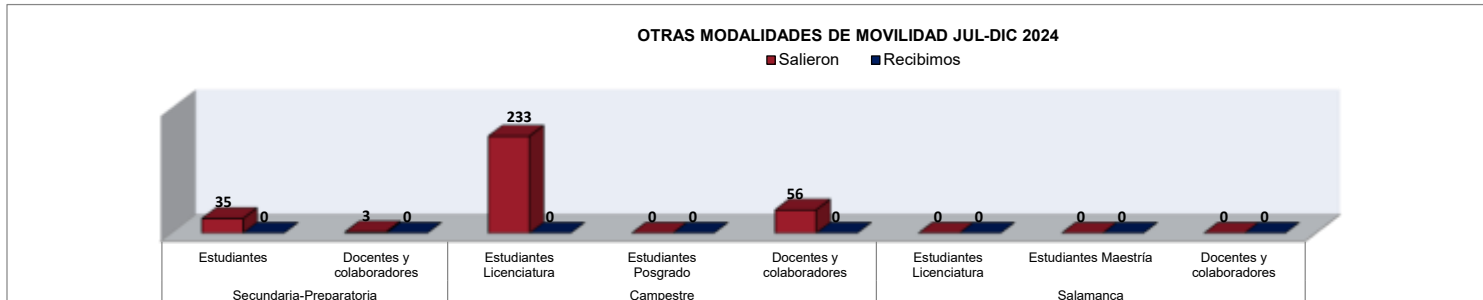 OTRAS MODALIDADES DE MOVILIDAD JUL-DIC 2024
Salieron Recibimos
35 0 3 0 233 0 0 0 56 0 0 0 0 0 0 0
Estudiantes
Docentes y
colaboradores
Estudiantes
Licenciatura
Estudiantes
Posgrado
Docentes y
colaboradores
Estudiantes
Licenciatura
Estudiantes Maestría
Docentes y
colaboradores
Secundaria-Preparatoria Campestre Salamanca